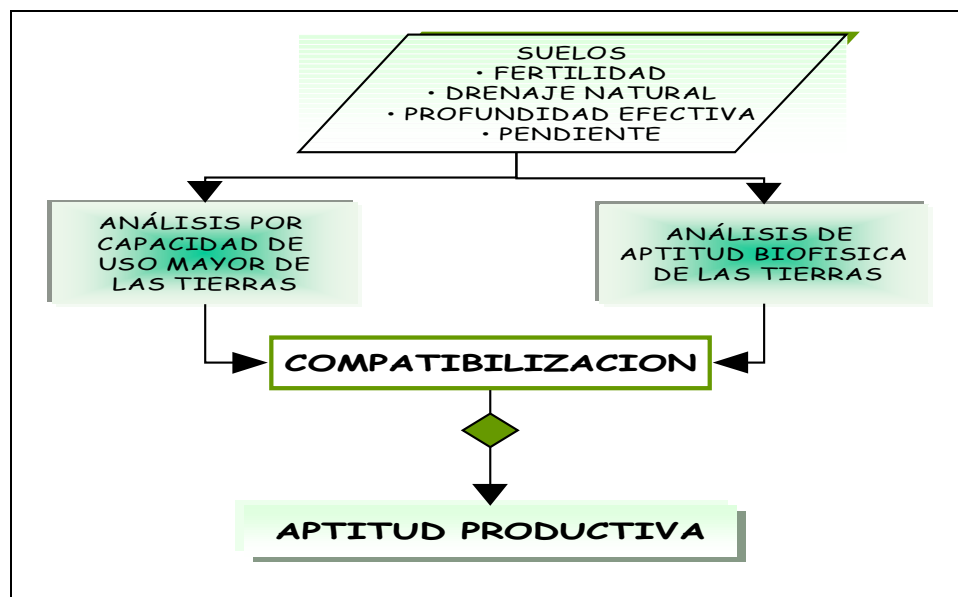 SUELOS
· FERTILIDAD
· DRENAJE NATURAL
· PROFUNDIDAD EFECTIVA
· PENDIENTE
ANÁLISIS POR
CAPACIDAD DE
USO MAYOR DE
LAS TIERRAS
ANÁLISIS DE
APTITUD BIOFISICA
DE LAS TIERRAS
COMPATIBILIZACION
APTITUD PRODUCTIVA